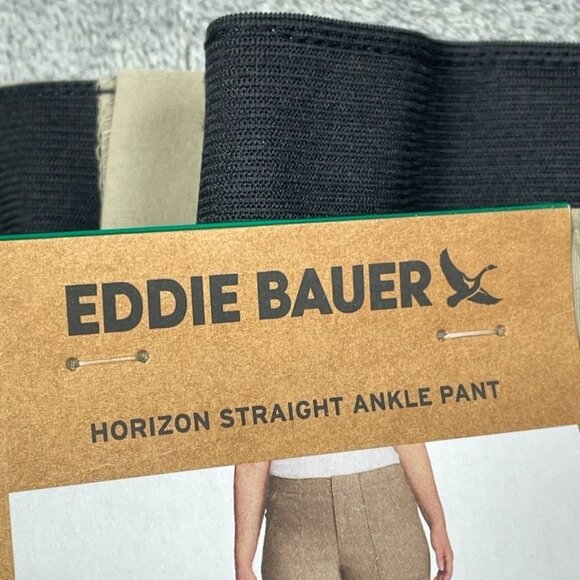 EDDIE BAUER
HORIZON STRAIGHT ANKLE PANT